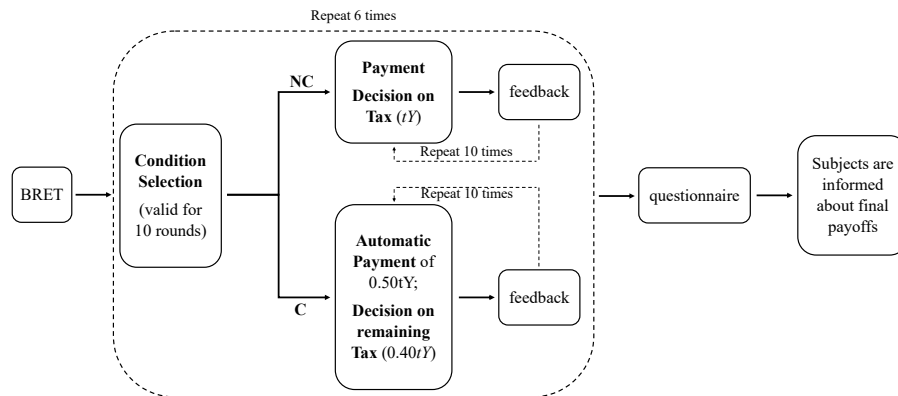 Repeat 6 times
BRET
Condition
Selection
(valid for
10 rounds)
NC
Payment
Decision on
Tax (tY)
feedback
Repeat 10 times
C
Automatic
Payment of
0.50tY;
Decision on
remaining
Tax (0.40tY)
feedback
Repeat 10 times
questionnaire
Subjects are
informed
about final
payoffs